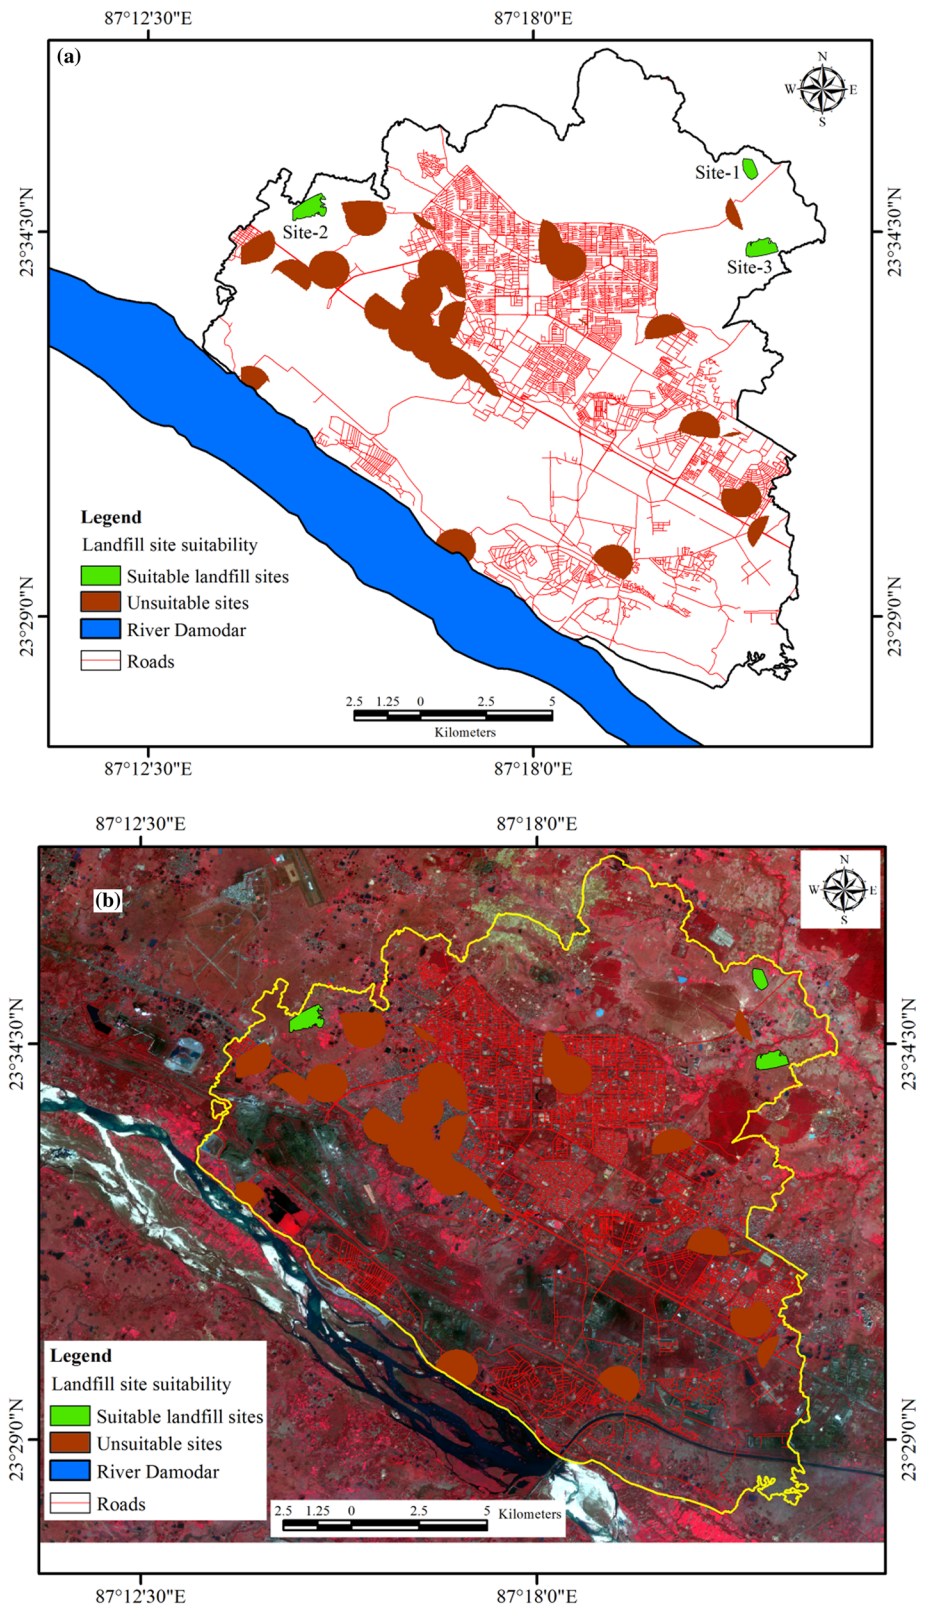 87°12'30"E 87°18'0"E
(a)
N
W E
S
Site-1
23°34'30"N 23°34'30"N
Site-2
Site-3
Legend
Landfill site suitability
Suitable landfill sites
Unsuitable sites
River Damodar
Roads
23°29'0"N 23°29'0"N
2.5 1.25 0 2.5 5
Kilometers
87°12'30"E 87°18'0"E
87°12'30"E 87°18'0"E
(b)
N
W E
S
23°34'30"N 23°34'30"N
Legend
Landfill site suitability
Suitable landfill sites
Unsuitable sites
River Damodar
Roads
23°29'0"N 23°29'0"N
2.5 1.25 0 2.5 5 Kilometers
87°12'30"E 87°18'0"E